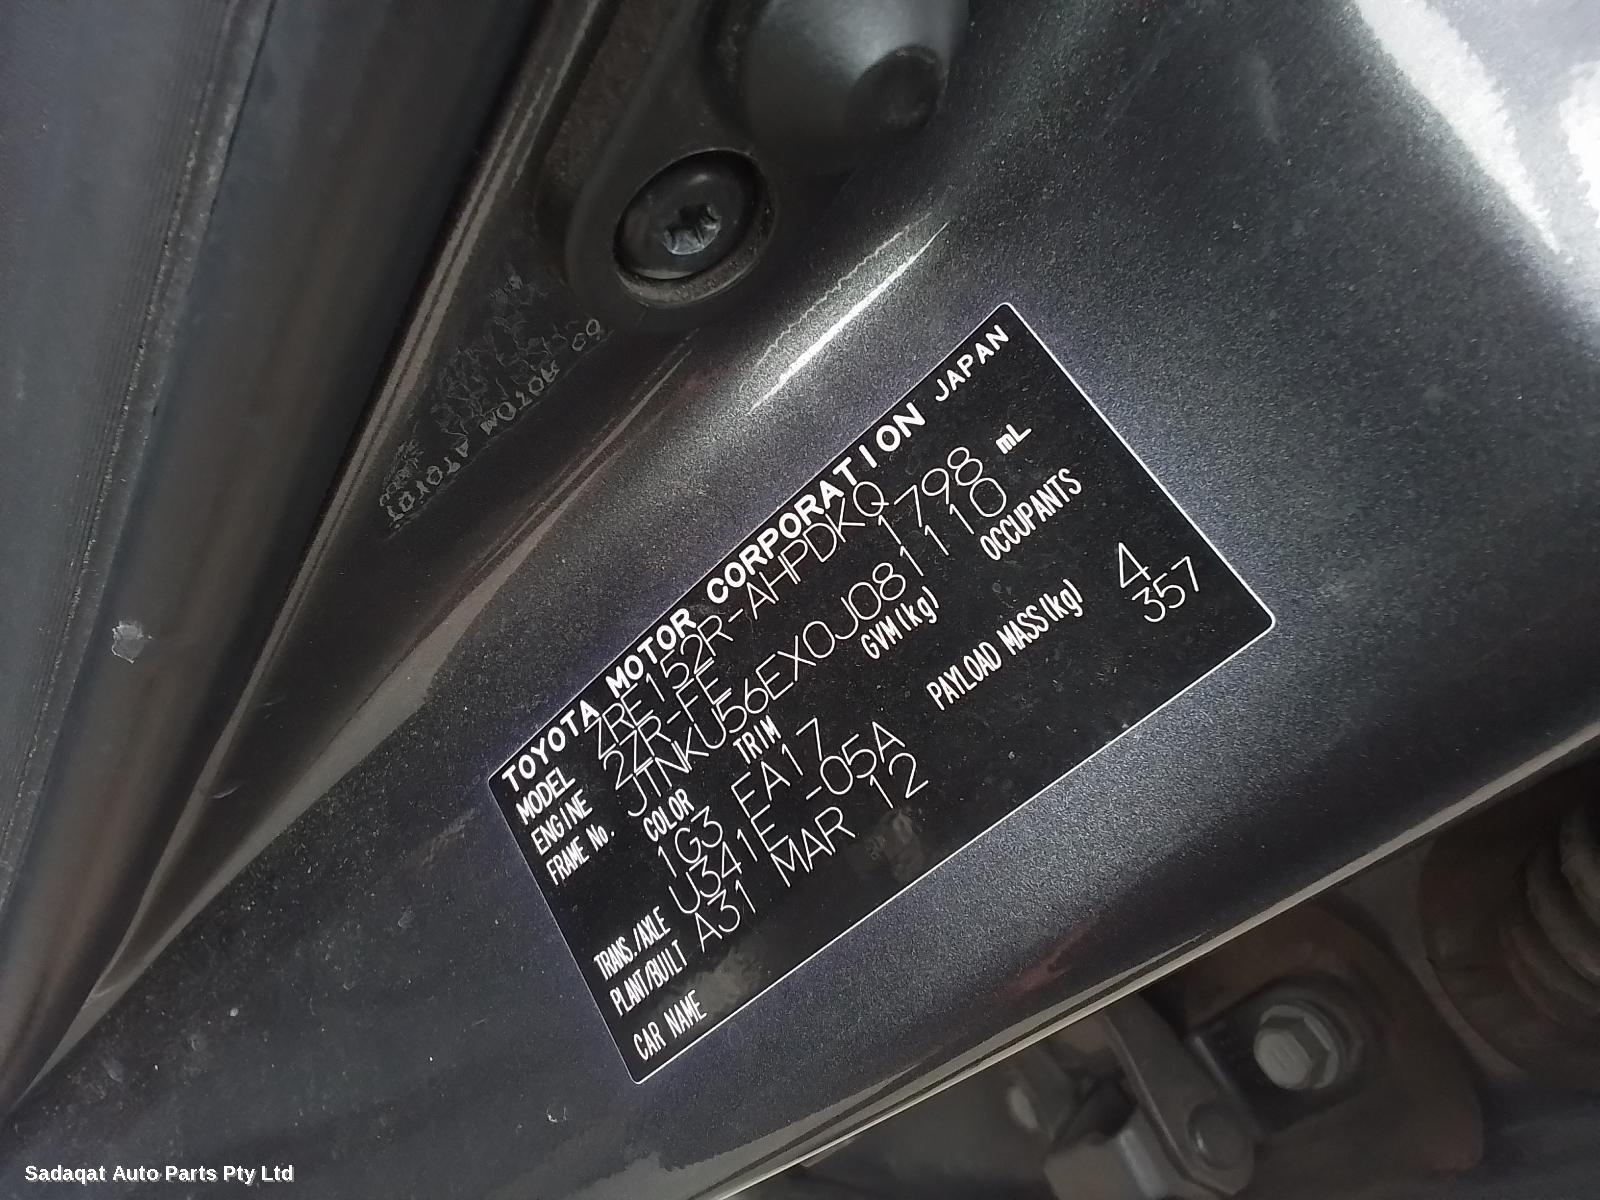 TOYOTA MOTOR CORPORATION JAPAN
MODEL ZRE152R-AHPDKQ
ENGINE 2ZR-FE 1798 mL
FRAME No. JTNKU56EX0J081110
COLOR TRIM GVM(kg) OCCUPANTS
1G3 EA17 4
TRANS./AXLE U341E -05A PAYLOAD MASS(kg) 357
PLANT/BUILT A31 MAR 12
CAR NAME
Sadaqat Auto Parts Pty Ltd